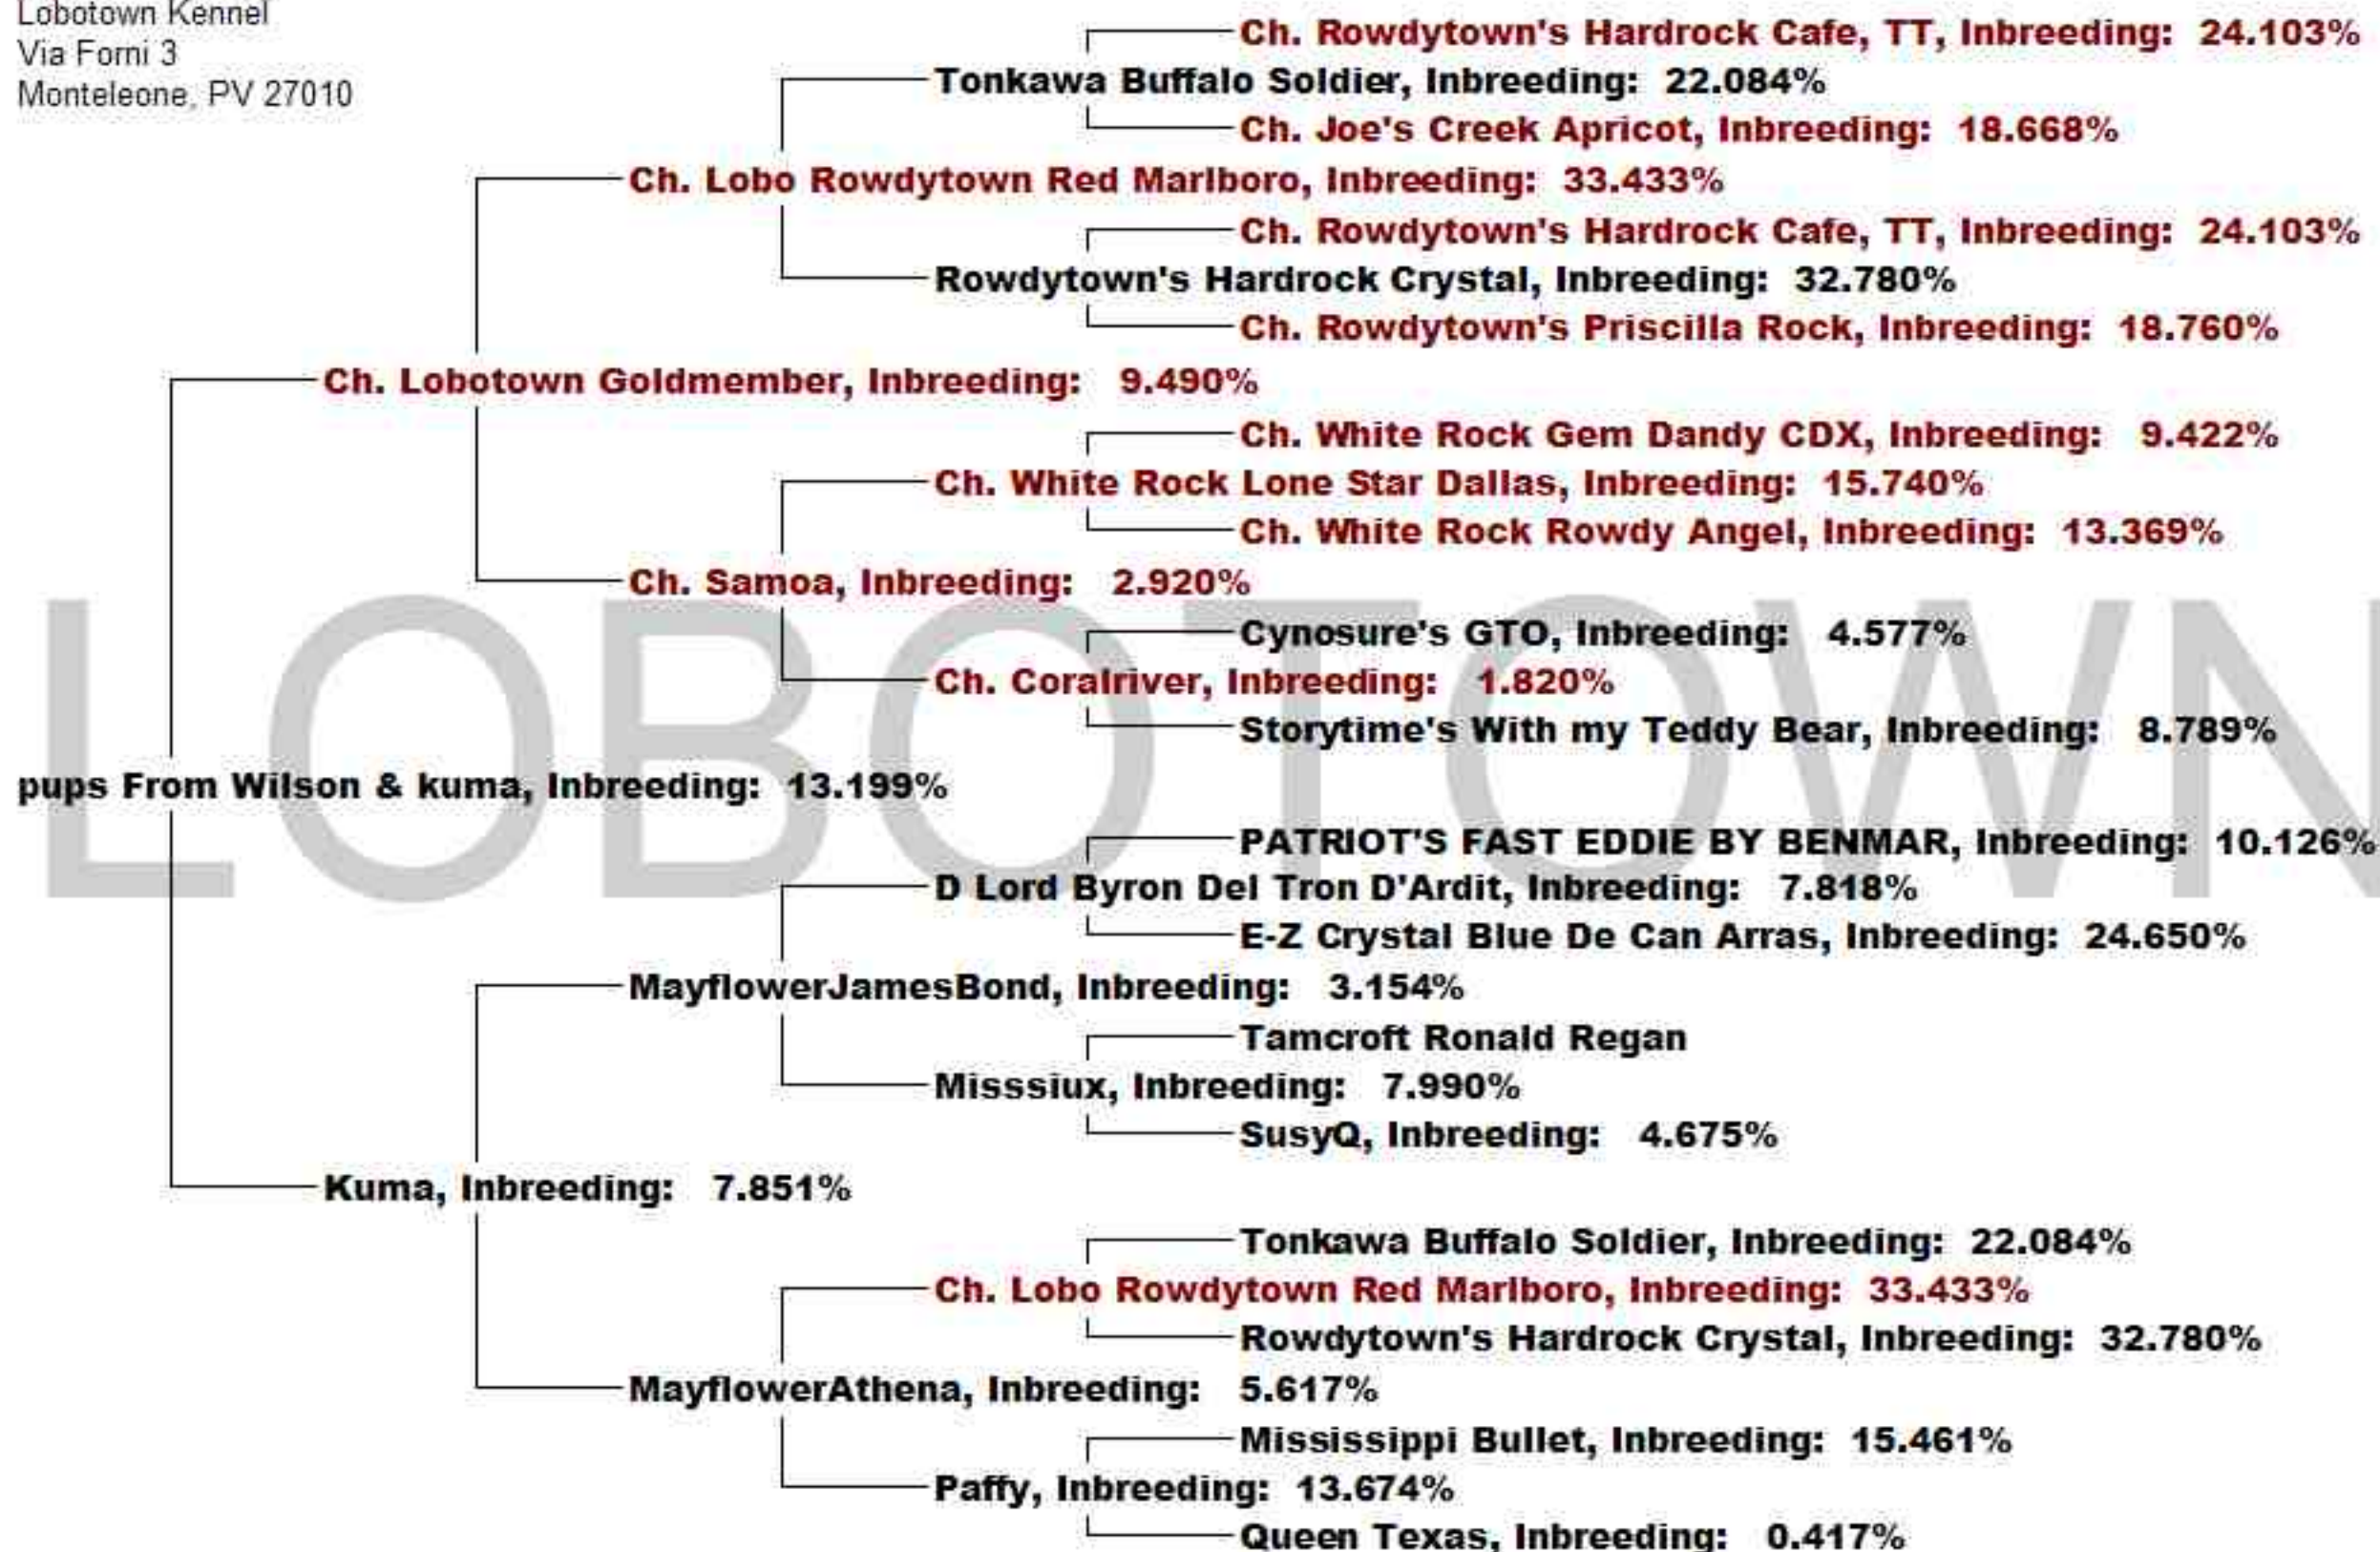 Lobotown Kennel
Via Forni 3
Monteleone, PV 27010
Ch. Rowdytown's Hardrock Cafe, TT, Inbreeding: 24.103%
Tonkawa Buffalo Soldier, Inbreeding: 22.084%
Ch. Joe's Creek Apricot, Inbreeding: 18.668%
Ch. Lobo Rowdytown Red Marlboro, Inbreeding: 33.433%
Ch. Rowdytown's Hardrock Cafe, TT, Inbreeding: 24.103%
Rowdytown's Hardrock Crystal, Inbreeding: 32.780%
Ch. Rowdytown's Priscilla Rock, Inbreeding: 18.760%
Ch. Lobotown Goldmember, Inbreeding: 9.490%
Ch. White Rock Gem Dandy CDX, Inbreeding: 9.422%
Ch. White Rock Lone Star Dallas, Inbreeding: 15.740%
Ch. White Rock Rowdy Angel, Inbreeding: 13.369%
Ch. Samoa, Inbreeding: 2.920%
Cynosure's GTO, Inbreeding: 4.577%
Ch. Coralriver, Inbreeding: 1.820%
Storytime's With my Teddy Bear, Inbreeding: 8.789%
LOBOTOWN
pups From Wilson & kuma, Inbreeding: 13.199%
PATRIOT'S FAST EDDIE BY BENMAR, Inbreeding: 10.126%
D Lord Byron Del Tron D'Ardit, Inbreeding: 7.818%
E-Z Crystal Blue De Can Arras, Inbreeding: 24.650%
MayflowerJamesBond, Inbreeding: 3.154%
Tamcroft Ronald Regan
Misssiux, Inbreeding: 7.990%
SusyQ, Inbreeding: 4.675%
Kuma, Inbreeding: 7.851%
Tonkawa Buffalo Soldier, Inbreeding: 22.084%
Ch. Lobo Rowdytown Red Marlboro, Inbreeding: 33.433%
Rowdytown's Hardrock Crystal, Inbreeding: 32.780%
MayflowerAthena, Inbreeding: 5.617%
Mississippi Bullet, Inbreeding: 15.461%
Paffy, Inbreeding: 13.674%
Queen Texas, Inbreeding: 0.417%